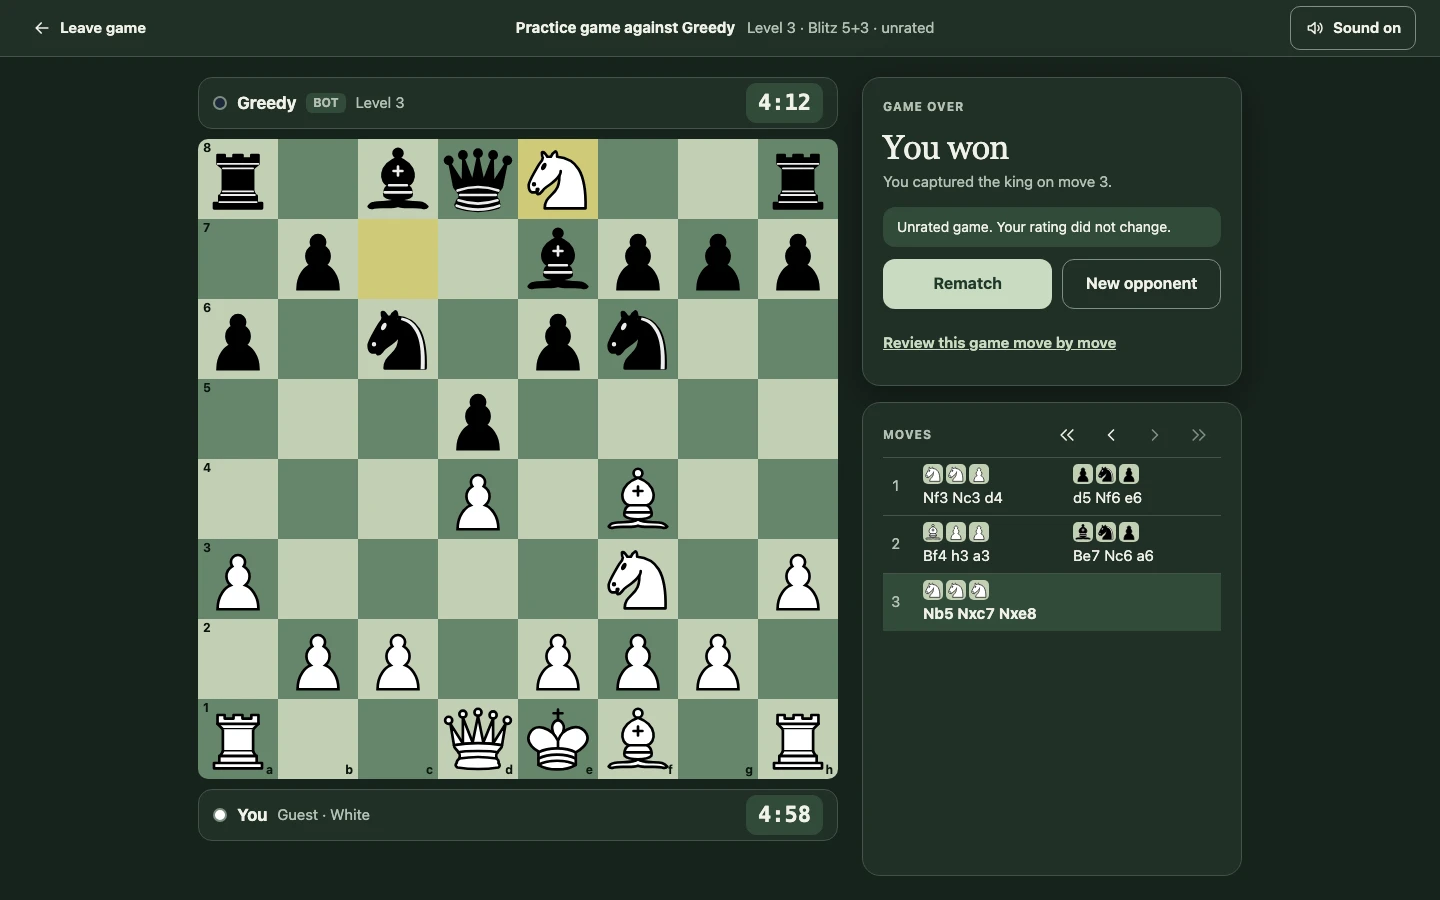 Leave game
Practice game against Greedy Level 3 · Blitz 5+3 · unrated
Sound on
Greedy BOT Level 3
4:12
8
7
6
5
4
3
2
1
a b c d e f g h
You Guest · White
4:58
GAME OVER
You won
You captured the king on move 3.
Unrated game. Your rating did not change.
Rematch
New opponent
Review this game move by move
MOVES
1 Nf3 Nc3 d4 d5 Nf6 e6
2 Bf4 h3 a3 Be7 Nc6 a6
3 Nb5 Nxc7 Nxe8